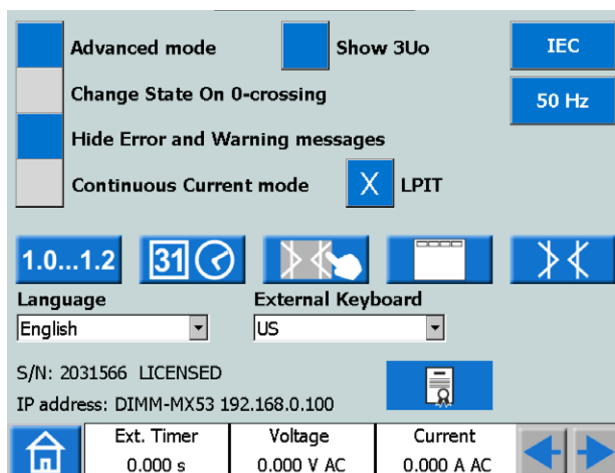 Advanced mode
Show 3Uo
IEC
Change State On 0-crossing
50 Hz
Hide Error and Warning messages
Continuous Current mode
X
LPIT
1.0...1.2
31
Language
External Keyboard
English
US
S/N: 2031566 LICENSED
IP address: DIMM-MX53 192.168.0.100
Ext. Timer
Voltage
Current
0.000 s
0.000 V AC
0.000 A AC